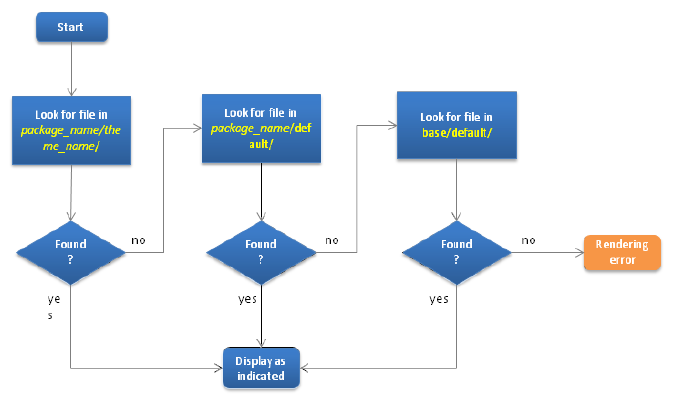 Start
Look for file in
package_name/the
me_name/
Look for file in
package_name/def
ault/
Look for file in
base/default/
Found
?
no
Found
?
no
Found
?
no
Rendering
error
ye
s
yes
yes
Display as
indicated